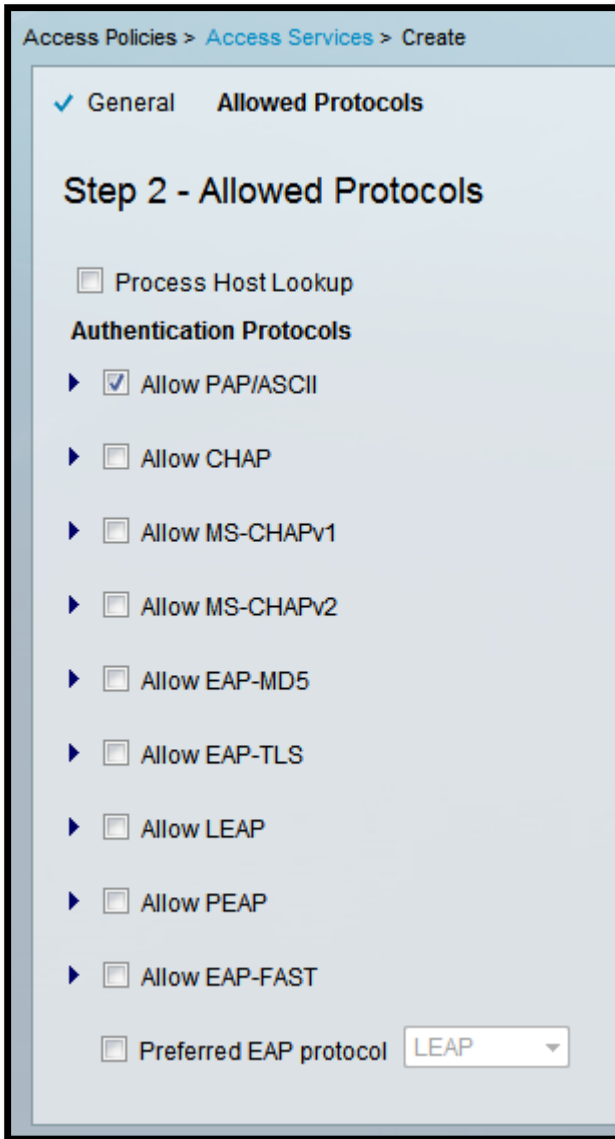 Access Policies > Access Services > Create
General Allowed Protocols
Step 2 - Allowed Protocols
Process Host Lookup
Authentication Protocols
Allow PAP/ASCII
Allow CHAP
Allow MS-CHAPv1
Allow MS-CHAPv2
Allow EAP-MD5
Allow EAP-TLS
Allow LEAP
Allow PEAP
Allow EAP-FAST
Preferred EAP protocol LEAP